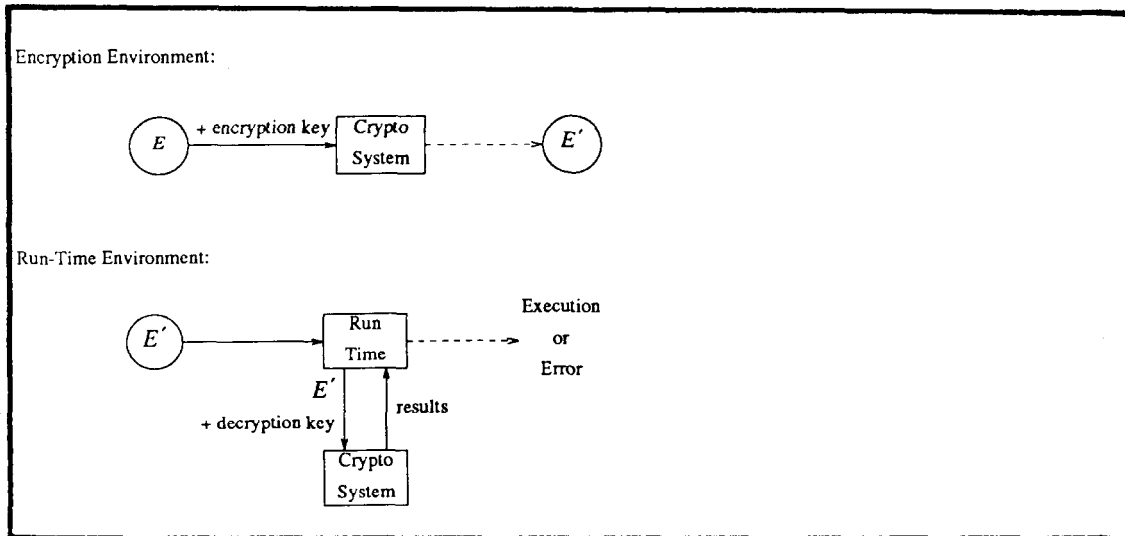 Encryption Environment:
E
+ encryption key
Crypto
System
E′
Run-Time Environment:
E′
Run
Time
Execution
or
Error
E′
+ decryption key
results
Crypto
System